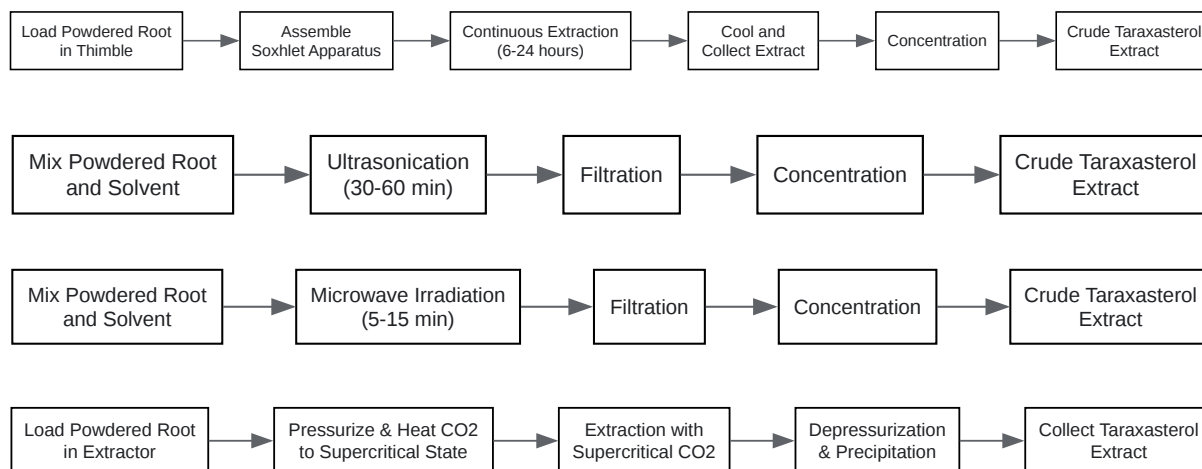 Load Powdered Root
in Thimble
Assemble
Soxhlet Apparatus
Continuous Extraction
(6-24 hours)
Cool and
Collect Extract
Concentration
Crude Taraxasterol
Extract
Mix Powdered Root
and Solvent
Ultrasonication
(30-60 min)
Filtration
Concentration
Crude Taraxasterol
Extract
Mix Powdered Root
and Solvent
Microwave Irradiation
(5-15 min)
Filtration
Concentration
Crude Taraxasterol
Extract
Load Powdered Root
in Extractor
Pressurize & Heat CO2
to Supercritical State
Extraction with
Supercritical CO2
Depressurization
& Precipitation
Collect Taraxasterol
Extract